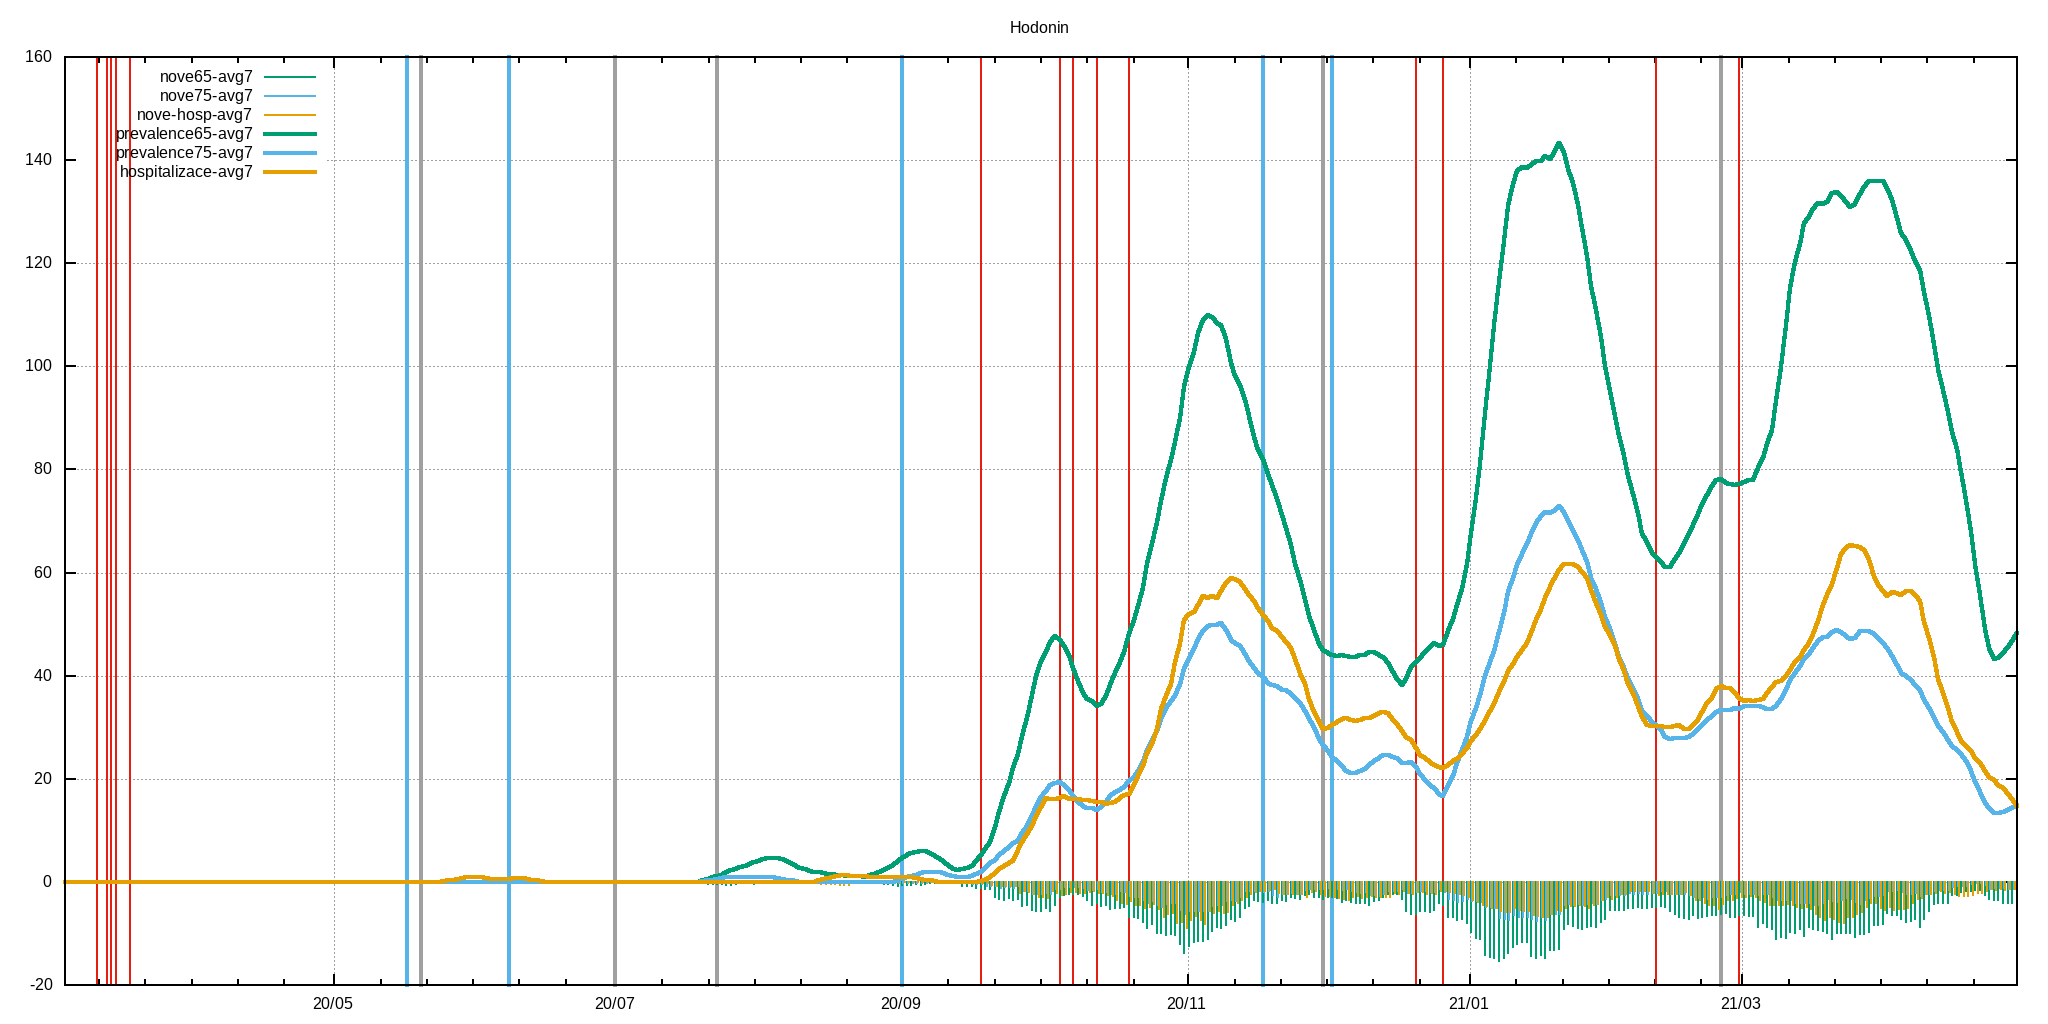 Hodonin
160
140
120
100
80
60
40
20
0
-20
nove65-avg7
nove75-avg7
nove-hosp-avg7
prevalence65-avg7
prevalence75-avg7
hospitalizace-avg7
20/05 20/07 20/09 20/11 21/01 21/03